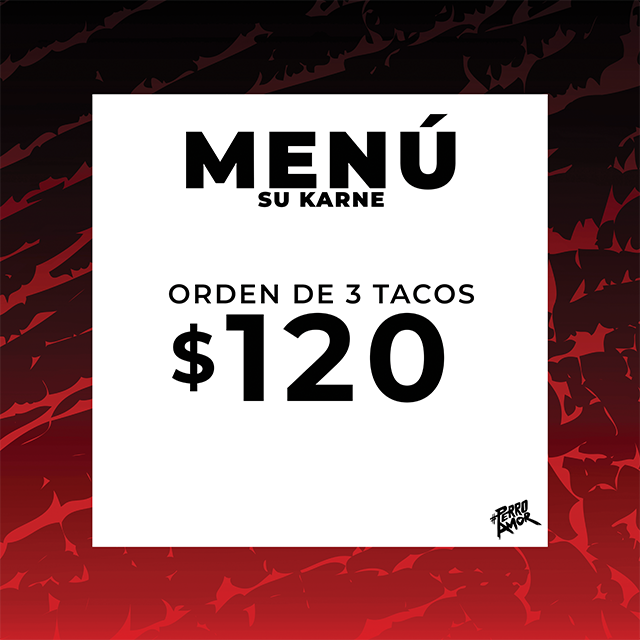 MENÚ
SU KARNE
ORDEN DE 3 TACOS
$120
#PERRO
AMOR